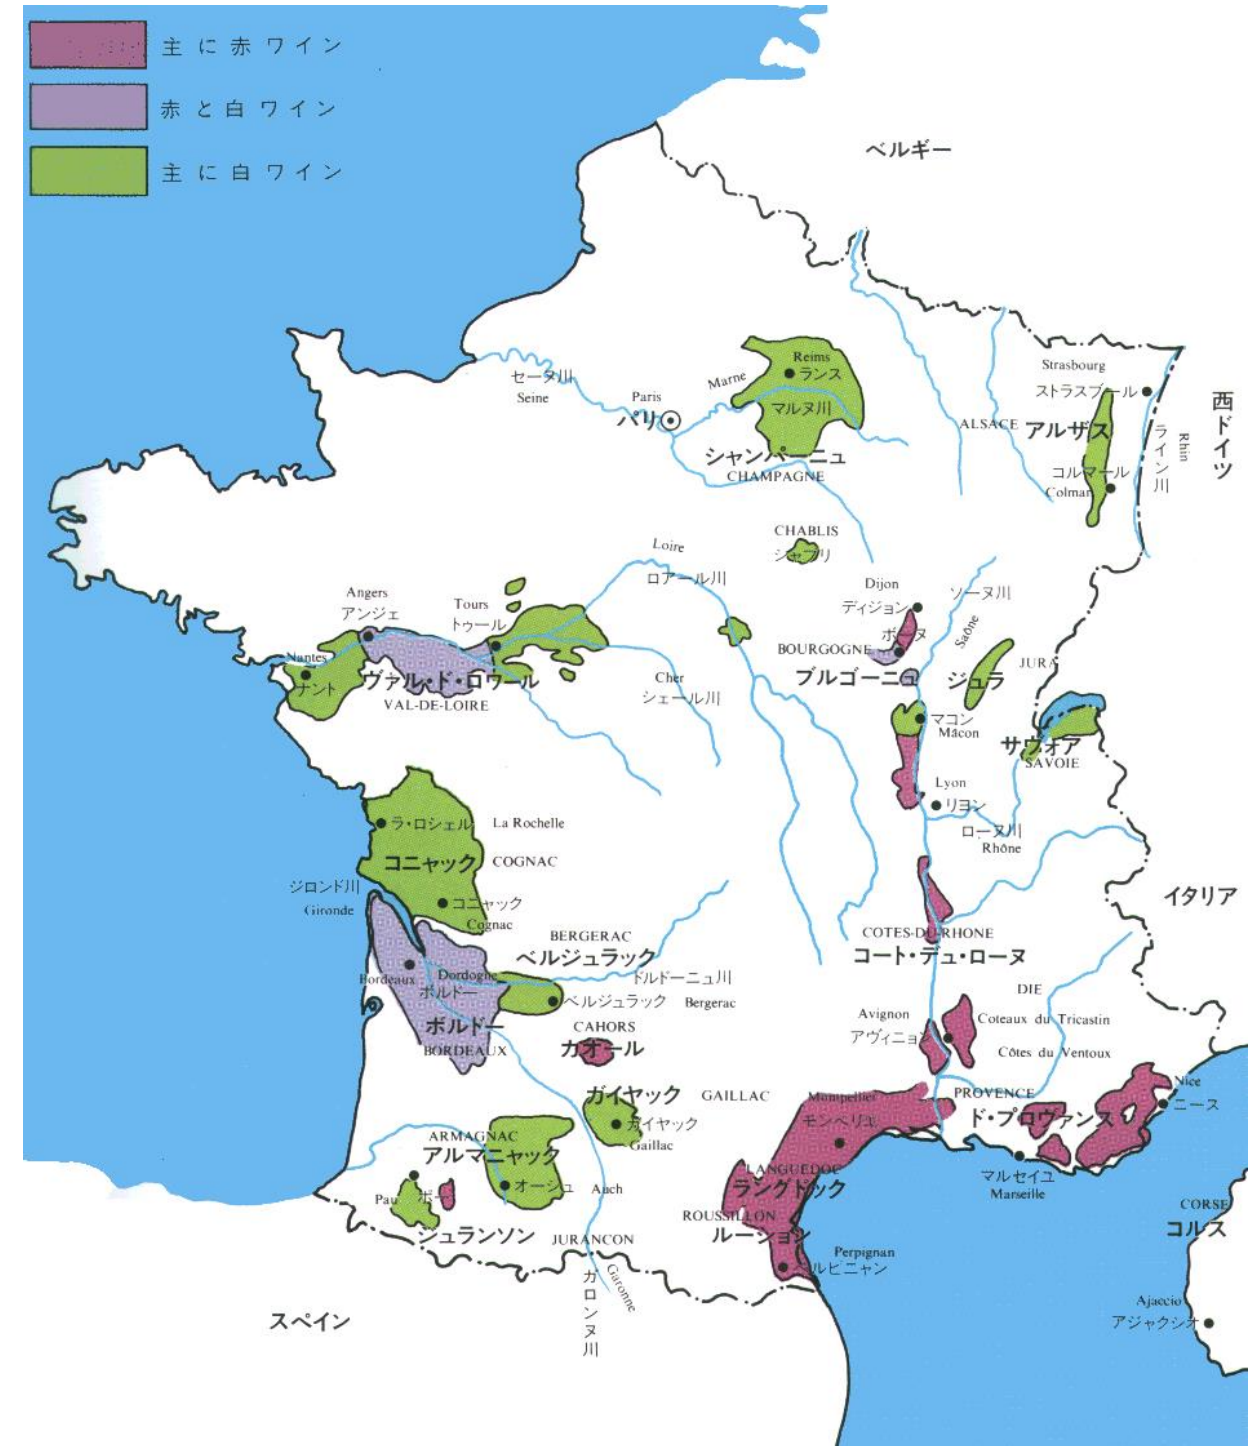 主に赤ワイン
赤と白ワイン
主に白ワイン
ベルギー
Reims
ランス
Marne
マルヌ川
シャンパーニュ
CHAMPAGNE
セーヌ川
Seine
Paris
パリ
Strasbourg
ストラスブール
ALSACE
アルザス
コルマール
Colmar
ライン川
Rhin
西ドイツ
CHABLIS
シャブリ
Loire
ロアール川
Angers
アンジェ
Tours
トゥール
Nantes
ナント
ヴァル・ド・ロワール
VAL-DE-LOIRE
Cher
シェール川
Dijon
ディジョン
ソーヌ川
Saône
ボーヌ
BOURGOGNE
ブルゴーニュ
ジュラ
JURA
マコン
Mâcon
サヴォア
SAVOIE
Lyon
リヨン
ローヌ川
Rhône
ラ・ロシェル
La Rochelle
コニャック
COGNAC
コニャック
Cognac
ジロンド川
Gironde
BERGERAC
ベルジュラック
Bordeaux
Dordogne
ボルドー
ドルドーニュ川
ベルジュラック
Bergerac
ボルドー
BORDEAUX
CAHORS
カオール
COTES-DU-RHONE
コート・デュ・ローヌ
イタリア
DIE
Avignon
アヴィニョン
Coteaux du Tricastin
Côtes du Ventoux
ガイヤック
GAILLAC
ガイヤック
Gaillac
Montpellier
モンペリエ
PROVENCE
ド・プロヴァンス
Nice
ニース
マルセイユ
Marseille
ARMAGNAC
アルマニャック
オーシュ
Auch
Pau
ポー
ジュランソン
JURANCON
LANGUEDOC
ラングドック
ROUSSILLON
ルーション
Perpignan
ペルピニャン
CORSE
コルス
Ajaccio
アジャクシオ
Garonne
ガロンヌ川
スペイン